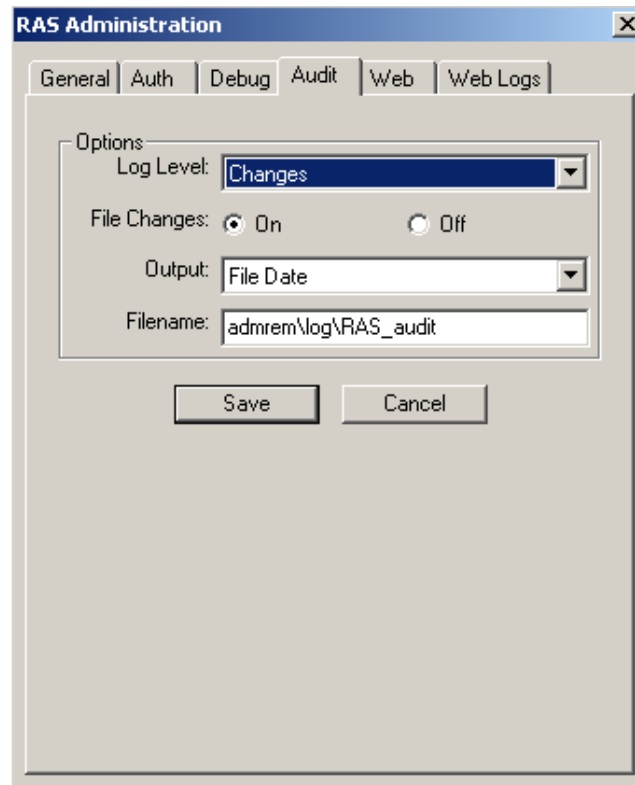 RAS Administration
General Auth Debug Audit Web Web Logs
Options
Log Level: Changes
File Changes: On Off
Output: File Date
Filename: admrem\log\RAS_audit
Save Cancel